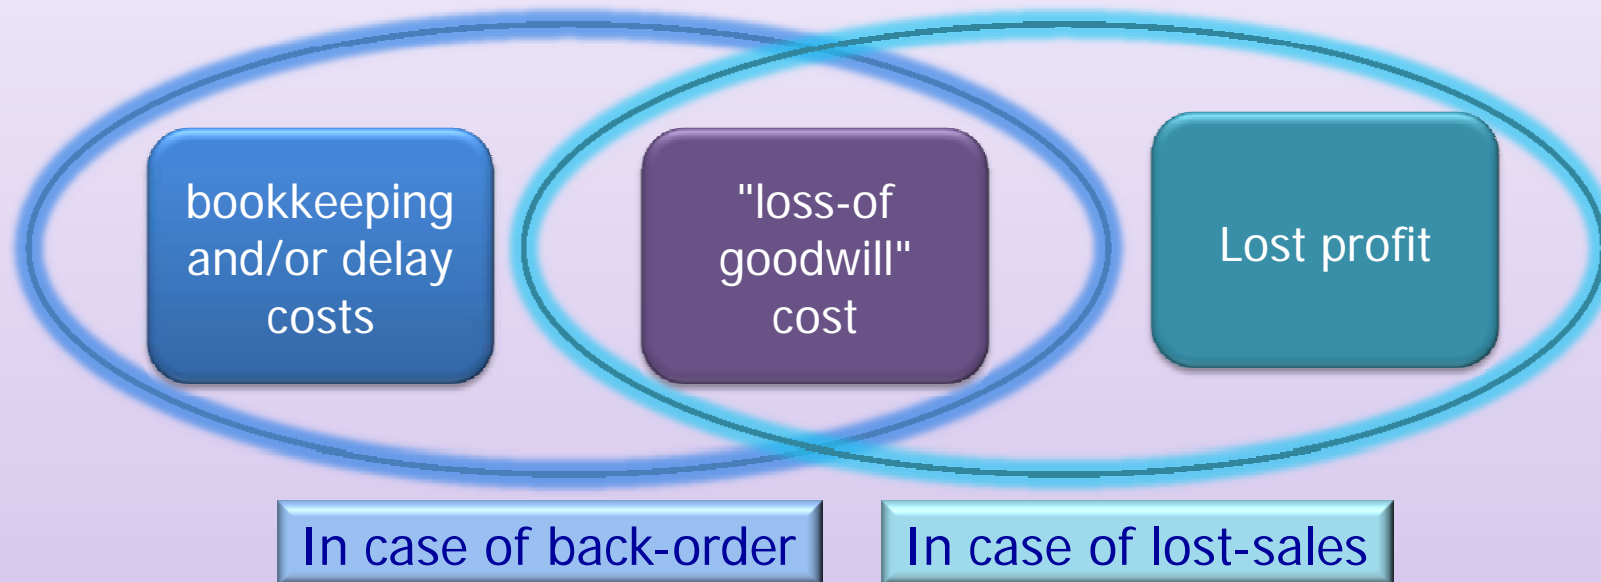 bookkeeping
and/or delay
costs
"loss-of
goodwill"
cost
Lost profit
In case of back-order
In case of lost-sales